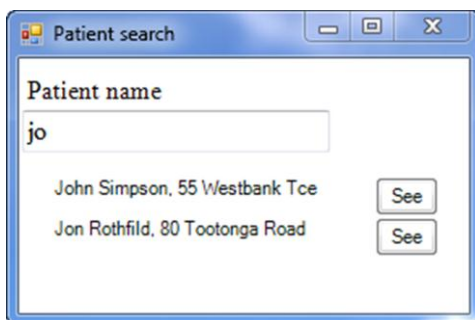 Patient search
Patient name
jo
John Simpson, 55 Westbank Tce See
Jon Rothfild, 80 Tootonga Road See